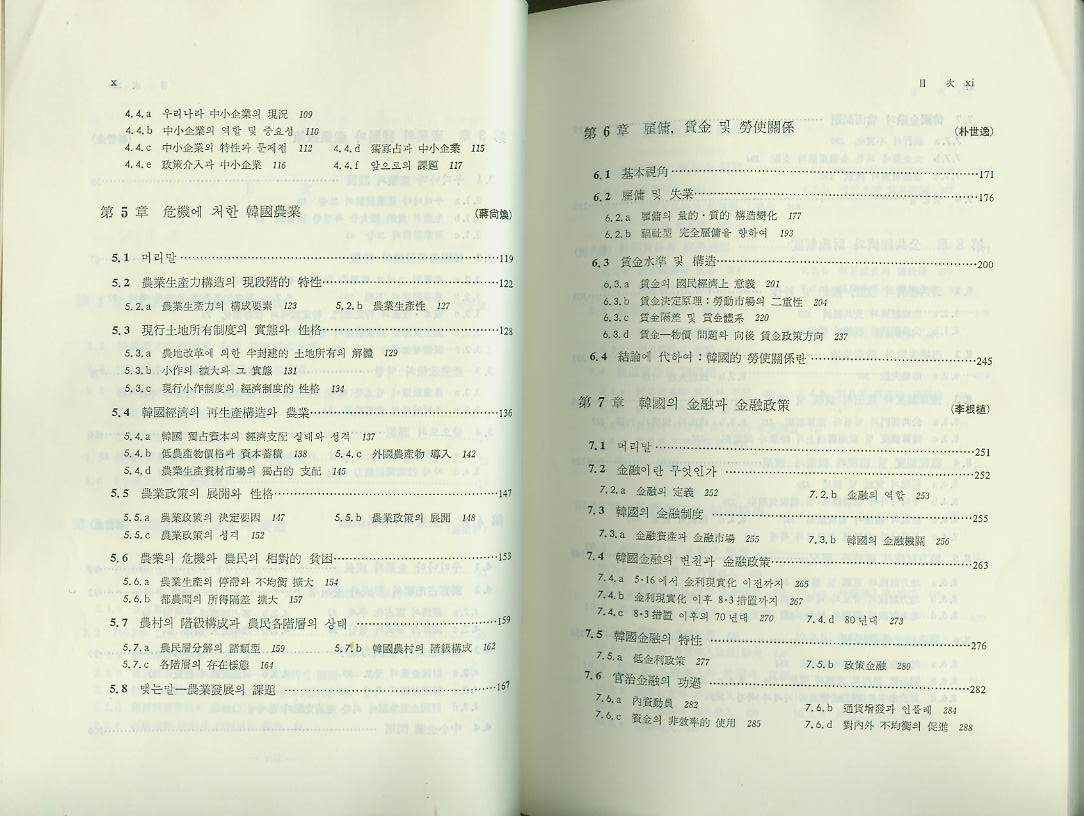 x
4.4.a 우리나라 中小企業의 現況 109
4.4.b 中小企業의 역할 및 중요성 110
4.4.c 中小企業의 特性과 문제점 112 4.4.d 獨寡占과 中小企業 115
4.4.e 政策介入과 中小企業 116 4.4.f 앞으로의 課題 117
第 5 章 危機에 처한 韓國農業 (蔣尙煥)
5.1 머리말 119
5.2 農業生産力構造의 現段階的 特性 122
5.2.a 農業生産力의 構成要素 123 5.2.b 農業生産性 127
5.3 現行土地所有制度의 實態와 性格 128
5.3.a 農地改革에 의한 半封建的 土地所有의 解體 129
5.3.b 小作의 擴大와 그 實態 131
5.3.c 現行小作制度의 經濟制度的 性格 134
5.4 韓國經濟의 再生産構造와 農業 136
5.4.a 韓國 獨占資本의 經濟支配 실태와 성격 137
5.4.b 低農産物價格과 資本蓄積 138 5.4.c 外國農産物 導入 142
5.4.d 農業生産資材市場의 獨占的 支配 145
5.5 農業政策의 展開와 性格 147
5.5.a 農業政策의 決定要因 147 5.5.b 農業政策의 展開 148
5.5.c 農業政策의 성격 152
5.6 農業의 危機와 農民의 相對的 貧困 153
5.6.a 農業生産의 停滯와 不均衡 擴大 154
5.6.b 都農間의 所得隔差 擴大 157
5.7 農村의 階級構成과 農民各階層의 상태 159
5.7.a 農民層分解의 諸類型 159 5.7.b 韓國農村의 階級構成 162
5.7.c 各階層의 存在樣態 164
5.8 맺는말―農業發展의 課題 167
目 次 xi
第 6 章 雇傭, 賃金 및 勞使關係 (朴世逸)
6.1 基本視角 171
6.2 雇傭 및 失業 176
6.2.a 雇傭의 量的·質的 構造變化 177
6.2.b 福祉型 完全雇傭을 향하여 193
6.3 賃金水準 및 構造 200
6.3.a 賃金의 國民經濟上 意義 201
6.3.b 賃金決定原理 : 勞動市場의 二重性 204
6.3.c 賃金隔差 및 賃金體系 220
6.3.d 賃金―物價 問題와 向後 賃金政策方向 237
6.4 結論에 代하여 : 韓國的 勞使關係란 245
第 7 章 韓國의 金融과 金融政策 (李根植)
7.1 머리말 251
7.2 金融이란 무엇인가 252
7.2.a 金融의 定義 252 7.2.b 金融의 역할 253
7.3 韓國의 金融制度 255
7.3.a 金融資產과 金融市場 255 7.3.b 韓國의 金融機關 256
7.4 韓國金融의 변천과 金融政策 263
7.4.a 5·16에서 金利現實化 이전까지 265
7.4.b 金利現實化 이후 8·3措置까지 267
7.4.c 8·3措置 이후의 70년대 270 7.4.d 80년대 273
7.5 韓國金融의 特性 276
7.5.a 低金利政策 277 7.5.b 政策金融 280
7.6 官治金融의 功過 282
7.6.a 內資動員 282 7.6.b 通貨增發과 인플레 284
7.6.c 資金의 非效率的 使用 285 7.6.d 對內外 不均衡의 促進 288